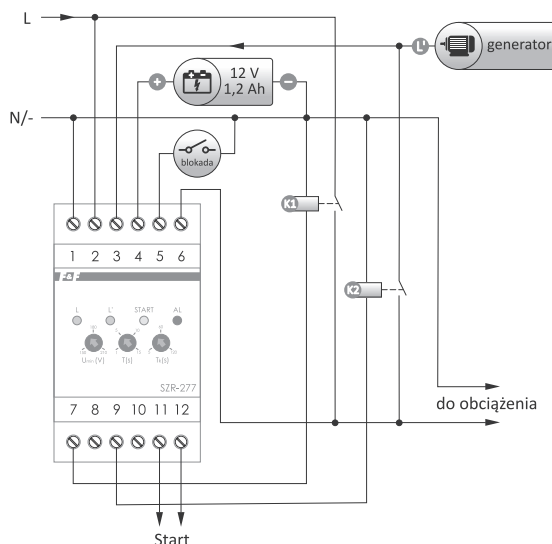 L
L'
generator
12 V
1,2 Ah
N/-
blokada
K1
1 2 3 4 5 6
F&F
K2
L L' START AL
Umin(V) T(s)
SZR-277
7 8 9 10 11 12
do obciążenia
Start